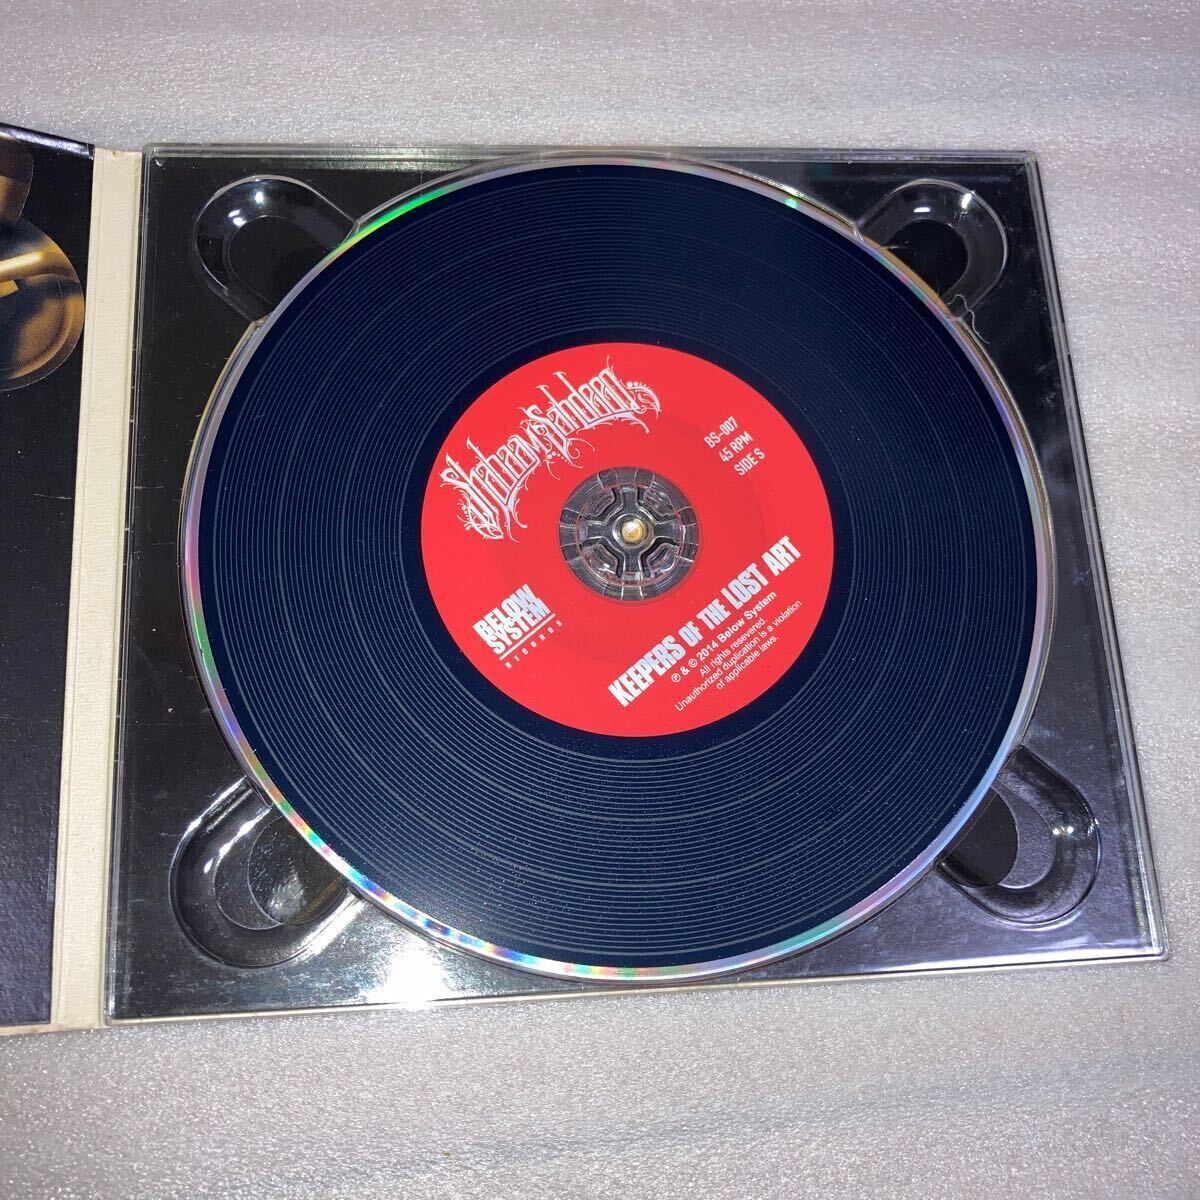 Shabaam Sahdeeq
BS-007
45 RPM
SIDE S
BELOW
SYSTEM
RECORDS
KEEPERS OF THE LOST ART
℗ & © 2014 Below System
All rights resevered.
Unauthorized duplication is a violation
of applicable laws.